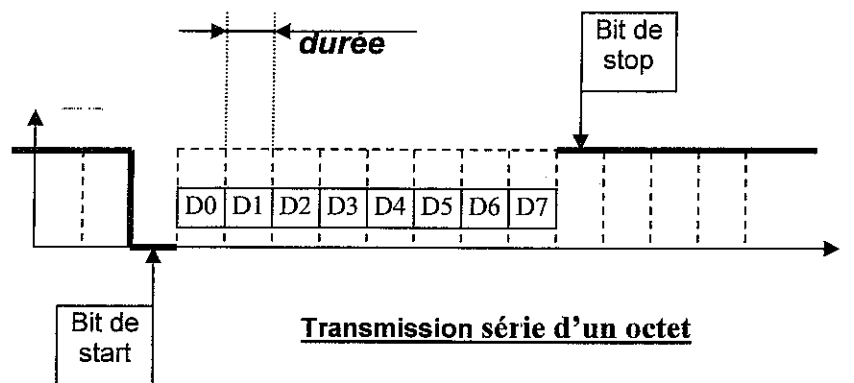 durée
Bit de
stop
D0 D1 D2 D3 D4 D5 D6 D7
Bit de
start
Transmission série d'un octet